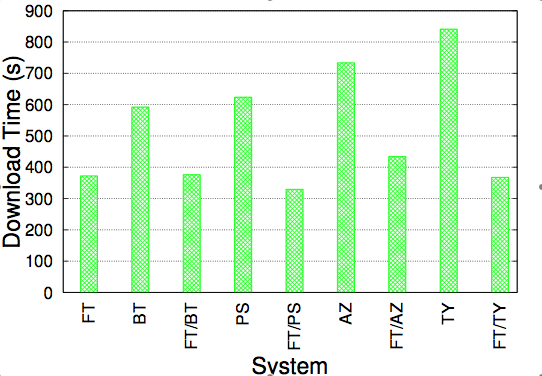 900
800
700
600
500
400
300
200
100
0
Download Time (s)
FT
BT
FT/BT
PS
FT/PS
AZ
FT/AZ
TY
FT/TY
System